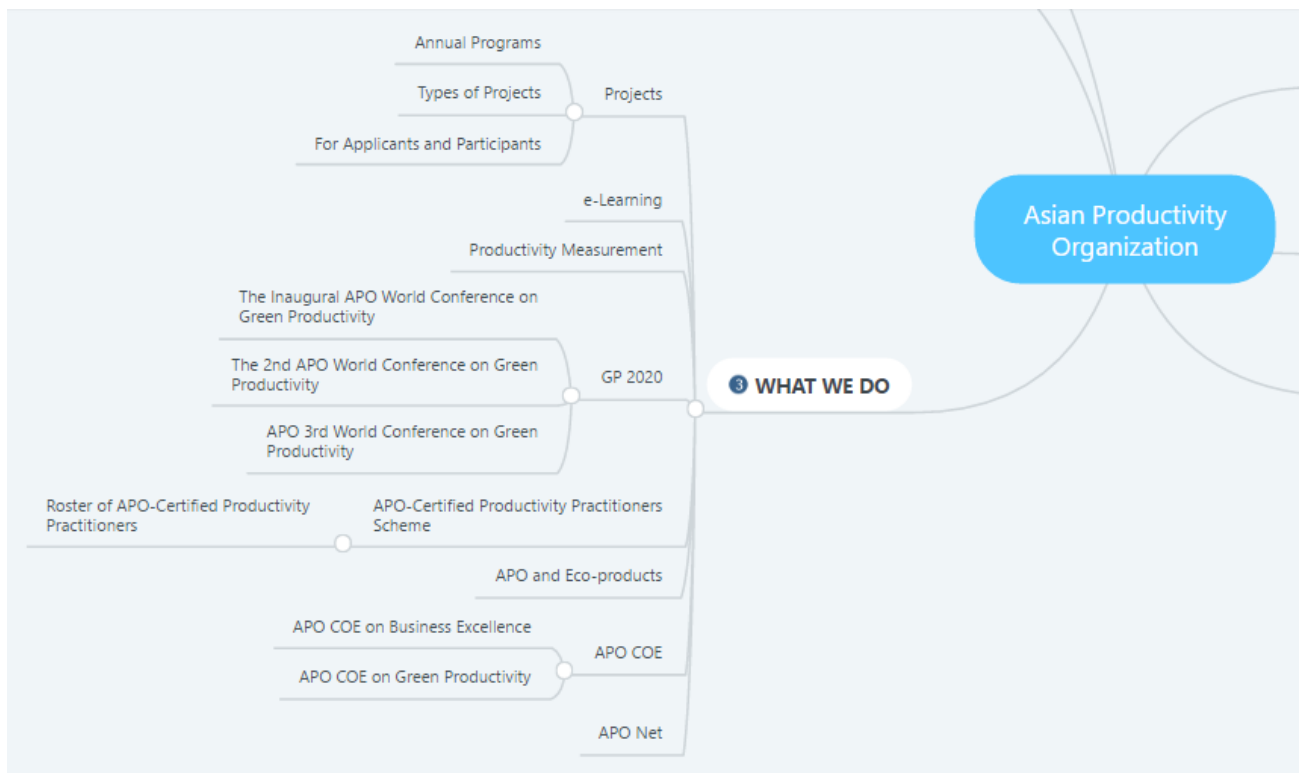 Annual Programs
Types of Projects
Projects
For Applicants and Participants
e-Learning
Productivity Measurement
The Inaugural APO World Conference on
Green Productivity
The 2nd APO World Conference on Green
Productivity
GP 2020
APO 3rd World Conference on Green
Productivity
Roster of APO-Certified Productivity
Practitioners
APO-Certified Productivity Practitioners
Scheme
APO and Eco-products
APO COE on Business Excellence
APO COE
APO COE on Green Productivity
APO Net
3 WHAT WE DO
Asian Productivity
Organization